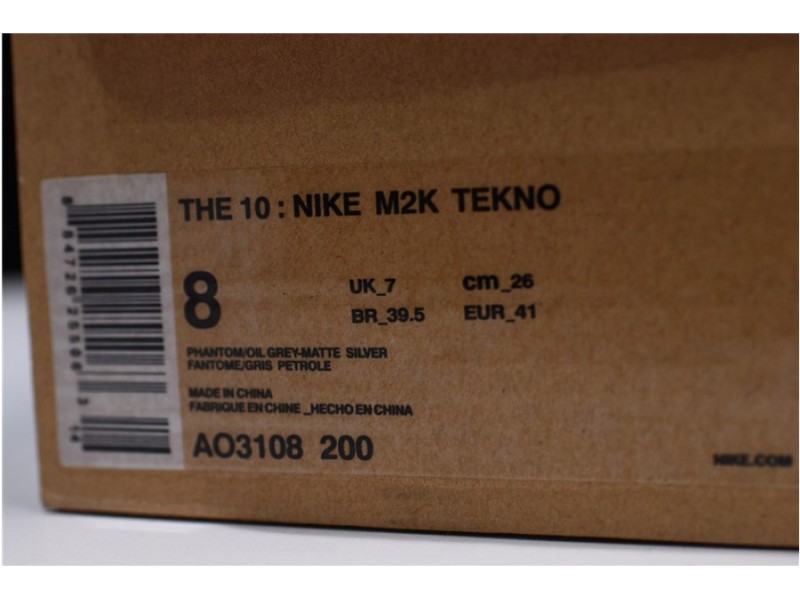 THE 10 : NIKE M2K TEKNO
8
UK_7 cm_26
BR_39.5 EUR_41
PHANTOM/OIL GREY-MATTE SILVER
FANTOME/GRIS PETROLE
MADE IN CHINA
FABRIQUE EN CHINE _HECHO EN CHINA
AO3108 200
NIKE.COM